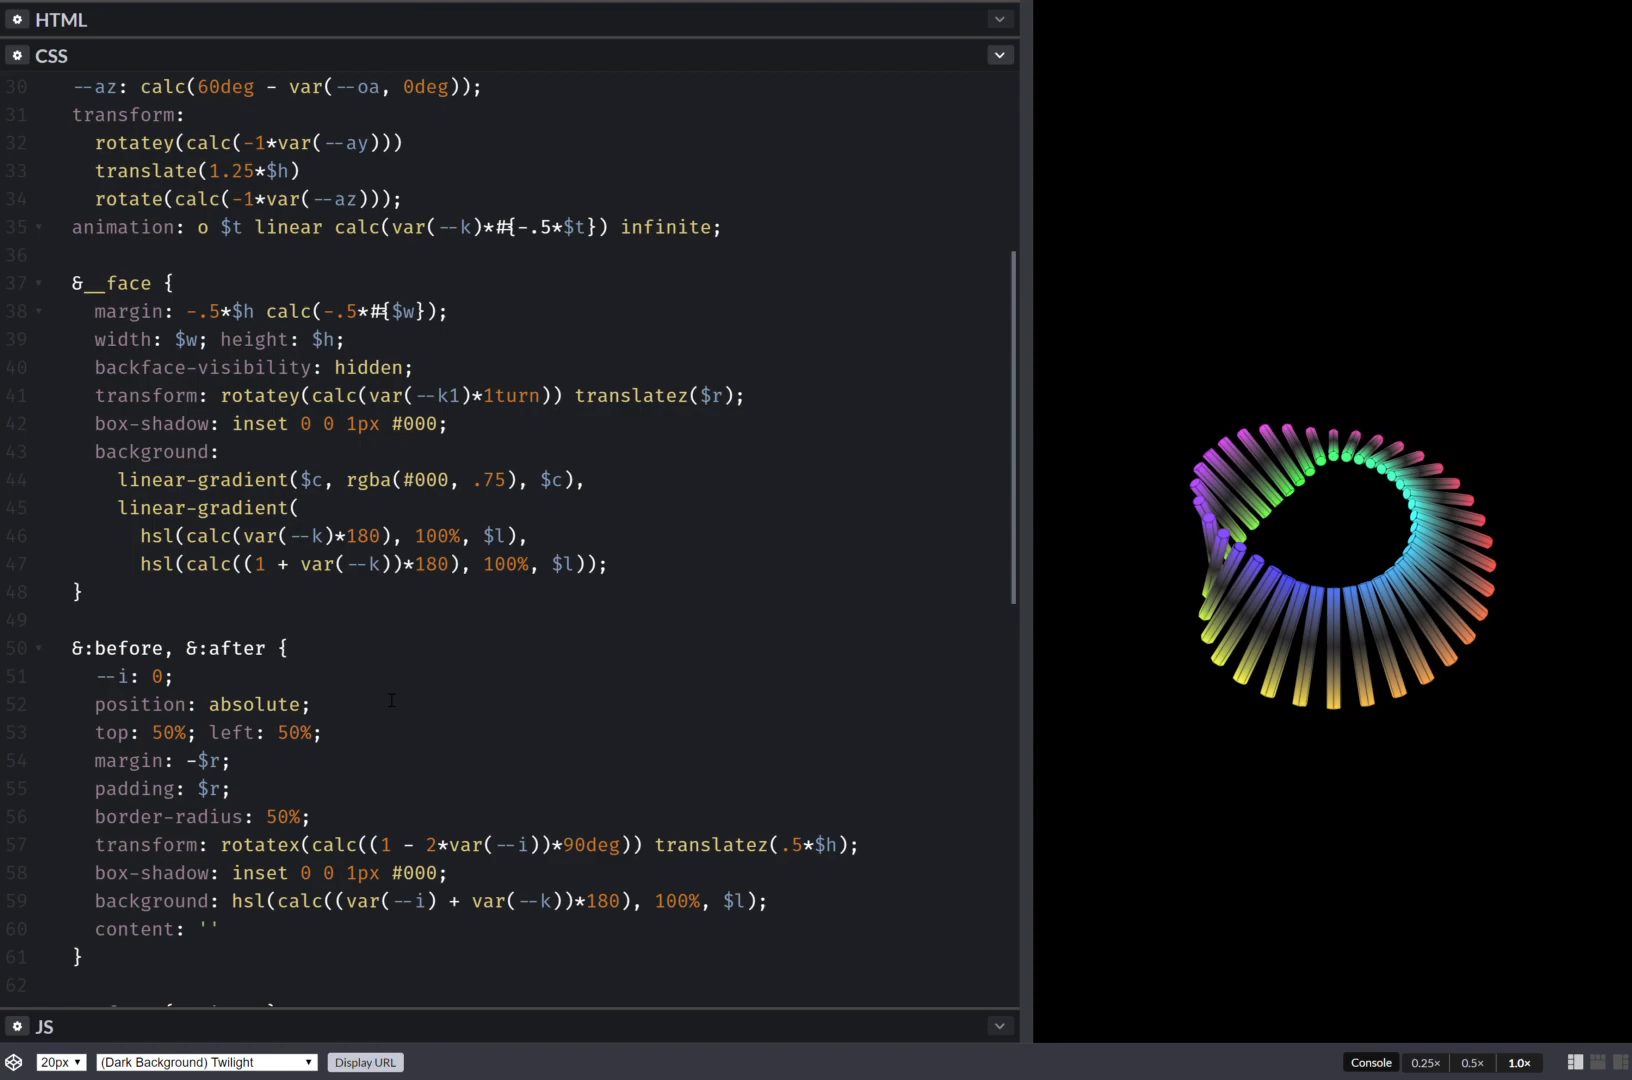 HTML
CSS
30 --az: calc(60deg - var(--oa, 0deg));
31 transform:
32 rotatey(calc(-1*var(--ay)))
33 translate(1.25*$h)
34 rotate(calc(-1*var(--az)));
35 animation: o $t linear calc(var(--k)*#{-.5*$t}) infinite;
36
37 &__face {
38 margin: -.5*$h calc(-.5*#{$w});
39 width: $w; height: $h;
40 backface-visibility: hidden;
41 transform: rotatey(calc(var(--k1)*1turn)) translatez($r);
42 box-shadow: inset 0 0 1px #000;
43 background:
44 linear-gradient($c, rgba(#000, .75), $c),
45 linear-gradient(
46 hsl(calc(var(--k)*180), 100%, $l),
47 hsl(calc((1 + var(--k))*180), 100%, $l));
48 }
49
50 &:before, &:after {
51 --i: 0;
52 position: absolute;
53 top: 50%; left: 50%;
54 margin: -$r;
55 padding: $r;
56 border-radius: 50%;
57 transform: rotatex(calc((1 - 2*var(--i))*90deg)) translatez(.5*$h);
58 box-shadow: inset 0 0 1px #000;
59 background: hsl(calc((var(--i) + var(--k))*180), 100%, $l);
60 content: ''
61 }
62
JS
20px (Dark Background) Twilight Display URL Console 0.25× 0.5× 1.0×